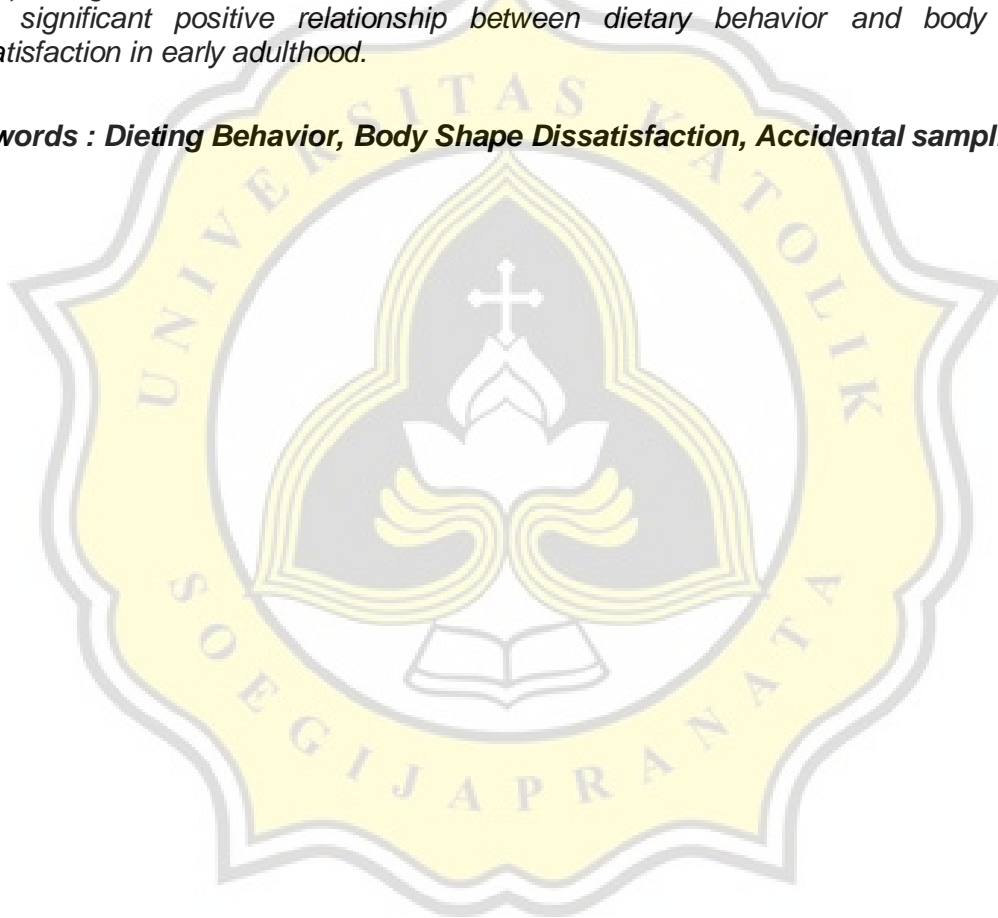 significant positive relationship between dietary behavior and body
atisfaction in early adulthood.
words : Dieting Behavior, Body Shape Dissatisfaction, Accidental sampl
UNIVERSITAS KATOLIK
SOEGIJAPRANATA